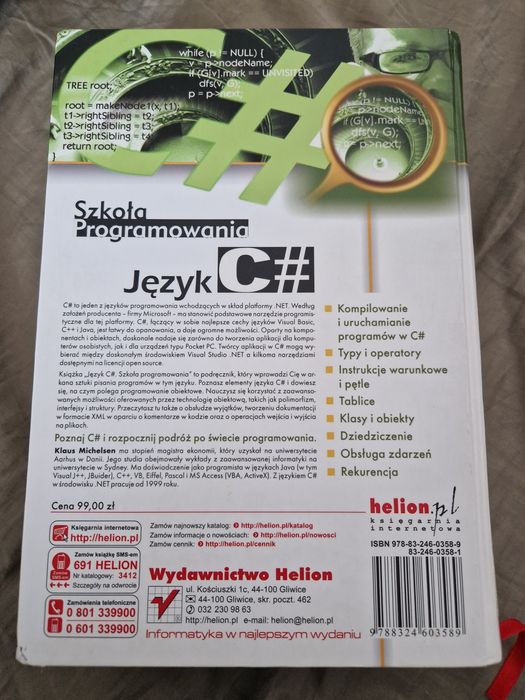 while (p != NULL) {
v = p->nodeName;
if (G[v].mark == UNVISITED)
dfs(v, G);
p = p->next;
TREE root;
root = makeNode1(x, t1);
t1->rightSibling = t2;
t2->rightSibling = t3;
t3->rightSibling = t4
return root;
}
C#
p != NULL)
p->nodeName
if (G[v].mark == UN
dfs(v, G);
= p->next;
Szkoła
Programowania
Język C#
C# to jeden z języków programowania wchodzących w skład platformy .NET. Według
założeń producenta – firmy Microsoft – ma stanowić podstawowe narzędzie programis-
tyczne dla tej platformy. C#, łączący w sobie najlepsze cechy języków Visual Basic,
C++ i Java, jest łatwy do opanowania, a daje ogromne możliwości. Oparty na kompo-
nentach i obiektach, doskonale nadaje się zarówno do tworzenia aplikacji dla kompu-
terów osobistych, jak i dla urządzeń typu Pocket PC. Twórcy aplikacji w C# mogą wy-
bierać między doskonałym środowiskiem Visual Studio .NET a kilkoma narzędziami
dostępnymi na licencji open source.
Książka „Język C#. Szkoła programowania” to podręcznik, który wprowadzi Cię w ar-
kana sztuki pisania programów w tym języku. Poznasz elementy języka C# i dowiesz
się, na czym polega programowanie obiektowe. Nauczysz się korzystać z zaawanso-
wanych możliwości oferowanych przez technologię obiektową, takich jak polimorfizm,
interfejsy i struktury. Przeczytasz tu także o obsłudze wyjątków, tworzeniu dokumentacji
w formacie XML w oparciu o komentarze w kodzie oraz o operacjach wejścia i wyjścia
na plikach.
Poznaj C# i rozpocznij podróż po świecie programowania.
Klaus Michelsen ma stopień magistra ekonomii, który uzyskał na uniwersytecie
Aarhus w Danii. Jego studia obejmowały wykłady z zaawansowanej informatyki na
uniwersytecie w Sydney. Ma doświadczenie jako programista w językach Java (w tym
Visual J++, JBuider), C++, VB, Eiffel, Pascal i MS Access (VBA, ActiveX). Z językiem C#
w środowisku .NET pracuje od 1999 roku.
Kompilowanie
i uruchamianie
programów w C#
Typy i operatory
Instrukcje warunkowe
i pętle
Tablice
Klasy i obiekty
Dziedziczenie
Obsługa zdarzeń
Rekurencja
Cena 99,00 zł
Księgarnia internetowa
http://helion.pl
Zamów książkę SMS-em
691 HELION
Nr katalogowy: 3412
Szczegóły na odwrocie
Zamówienia telefoniczne
0 801 339900
0 601 339900
Zamów najnowszy katalog: http://helion.pl/katalog
Zamów informacje o nowościach: http://helion.pl/nowosci
Zamów cennik: http://helion.pl/cennik
Wydawnictwo Helion
ul. Kościuszki 1c, 44-100 Gliwice
44-100 Gliwice, skr. poczt. 462
032 230 98 63
http://helion.pl e-mail: helion@helion.pl
Informatyka w najlepszym wydaniu
helion.pl
księgarnia
internetowa
ISBN 978-83-246-0358-9
83-246-0358-1
9 788324 603589